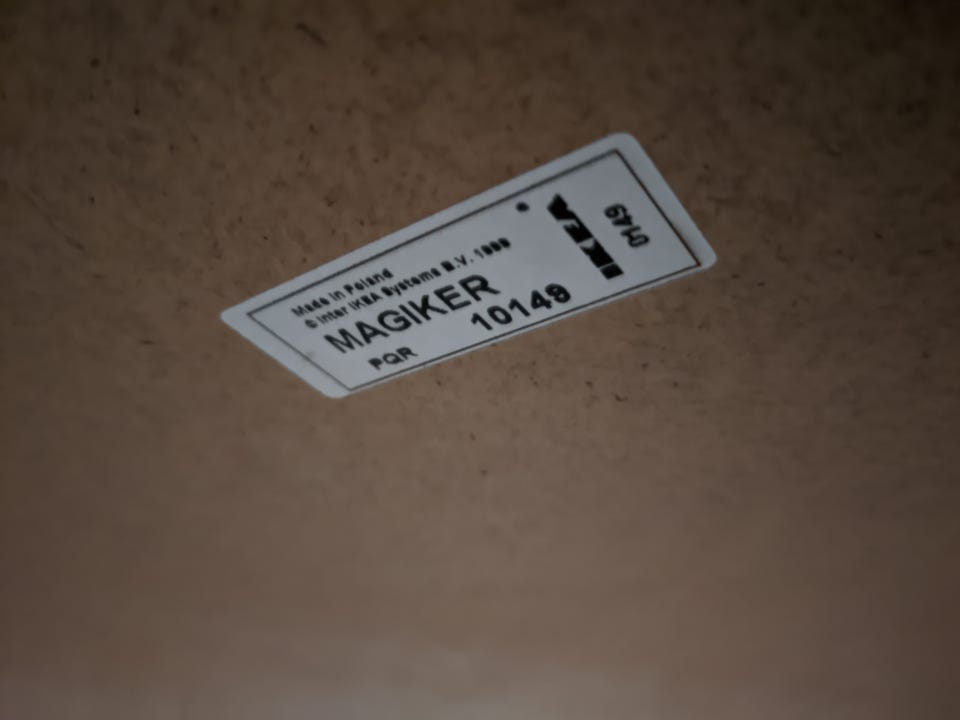 Made in Poland
© Inter IKEA Systems B.V. 1999
MAGIKER
PQR 10149
IKEA
0149